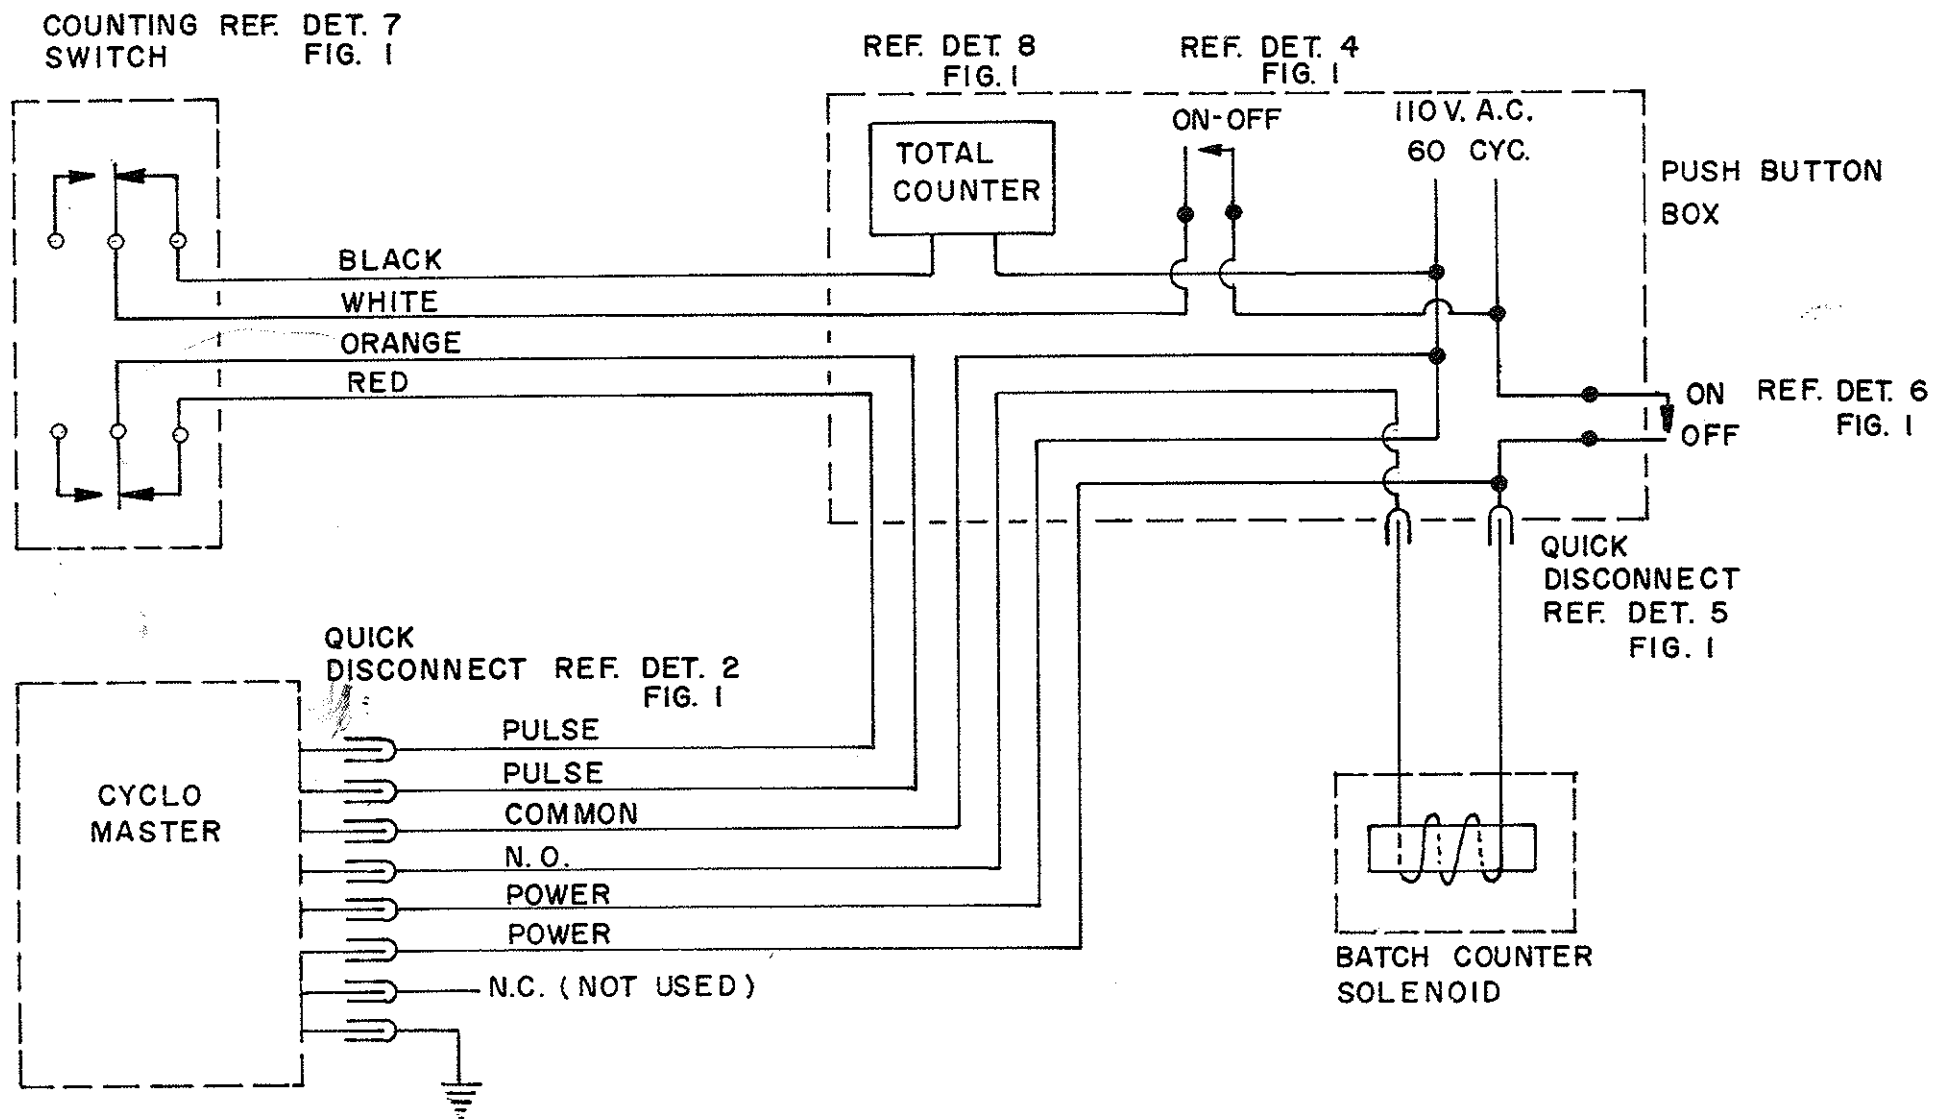 COUNTING REF. DET. 7
SWITCH FIG. 1
REF. DET. 8
FIG. 1
REF. DET. 4
FIG. 1
TOTAL
COUNTER
ON-OFF
110 V. A.C.
60 CYC.
PUSH BUTTON
BOX
BLACK
WHITE
ORANGE
RED
ON
OFF
REF. DET. 6
FIG. 1
QUICK
DISCONNECT
REF. DET. 5
FIG. 1
QUICK
DISCONNECT REF. DET. 2
FIG. 1
CYCLO
MASTER
PULSE
PULSE
COMMON
N. O.
POWER
POWER
N.C. (NOT USED)
BATCH COUNTER
SOLENOID